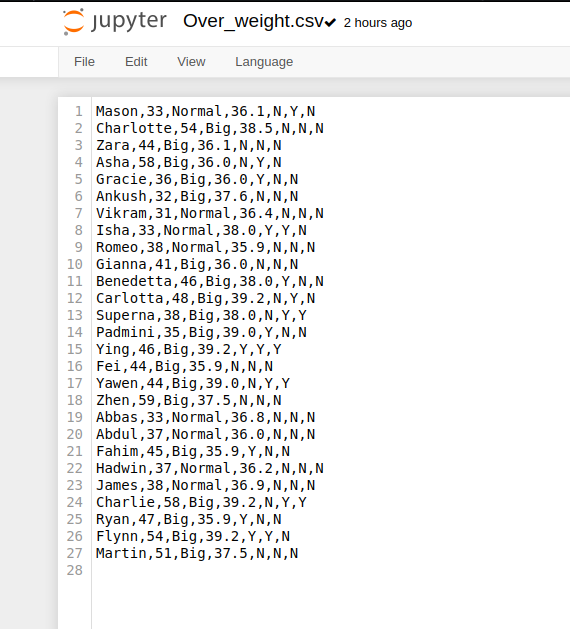 jupyter Over_weight.csv✔ 2 hours ago
File Edit View Language
1 Mason,33,Normal,36.1,N,Y,N
2 Charlotte,54,Big,38.5,N,N,N
3 Zara,44,Big,36.1,N,N,N
4 Asha,58,Big,36.0,N,Y,N
5 Gracie,36,Big,36.0,Y,N,N
6 Ankush,32,Big,37.6,N,N,N
7 Vikram,31,Normal,36.4,N,N,N
8 Isha,33,Normal,38.0,Y,Y,N
9 Romeo,38,Normal,35.9,N,N,N
10 Gianna,41,Big,36.0,N,N,N
11 Benedetta,46,Big,38.0,Y,N,N
12 Carlotta,48,Big,39.2,N,Y,N
13 Superna,38,Big,38.0,N,Y,Y
14 Padmini,35,Big,39.0,Y,N,N
15 Ying,46,Big,39.2,Y,Y,Y
16 Fei,44,Big,35.9,N,N,N
17 Yawen,44,Big,39.0,N,Y,Y
18 Zhen,59,Big,37.5,N,N,N
19 Abbas,33,Normal,36.8,N,N,N
20 Abdul,37,Normal,36.0,N,N,N
21 Fahim,45,Big,35.9,Y,N,N
22 Hadwin,37,Normal,36.2,N,N,N
23 James,38,Normal,36.9,N,N,N
24 Charlie,58,Big,39.2,N,Y,Y
25 Ryan,47,Big,35.9,Y,N,N
26 Flynn,54,Big,39.2,Y,Y,N
27 Martin,51,Big,37.5,N,N,N
28